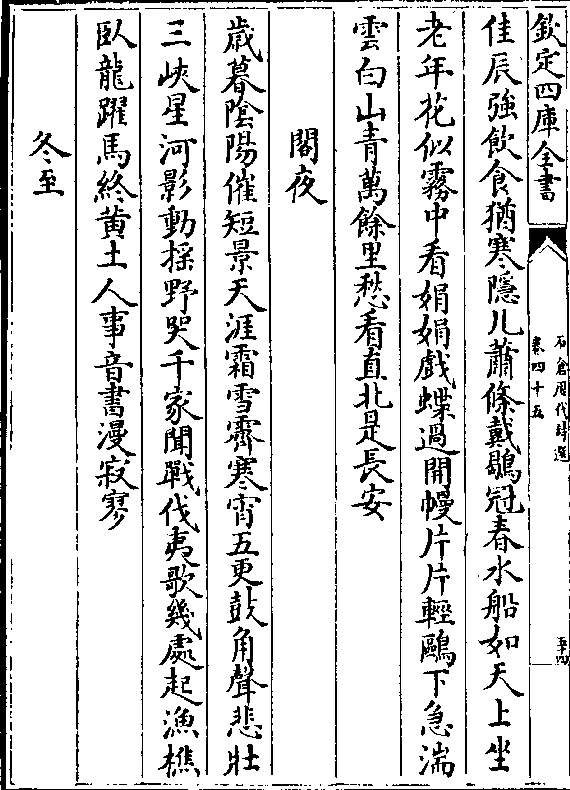 欽定四庫全書
石倉歷代詩選
卷四十五
五十四
佳辰強飲食猶寒隱几蕭條戴鶡冠春水船如天上坐
老年花似霧中看娟娟戲蝶過開幔片片輕鷗下急湍
雲白山青萬餘里愁看直北是長安
閣夜
歲暮陰陽催短景天涯霜雪霽寒宵五更鼓角聲悲壯
三峽星河影動揺野哭千家聞戰伐夷歌幾處起漁樵
臥龍躍馬終黄土人事音書漫寂寥
冬至